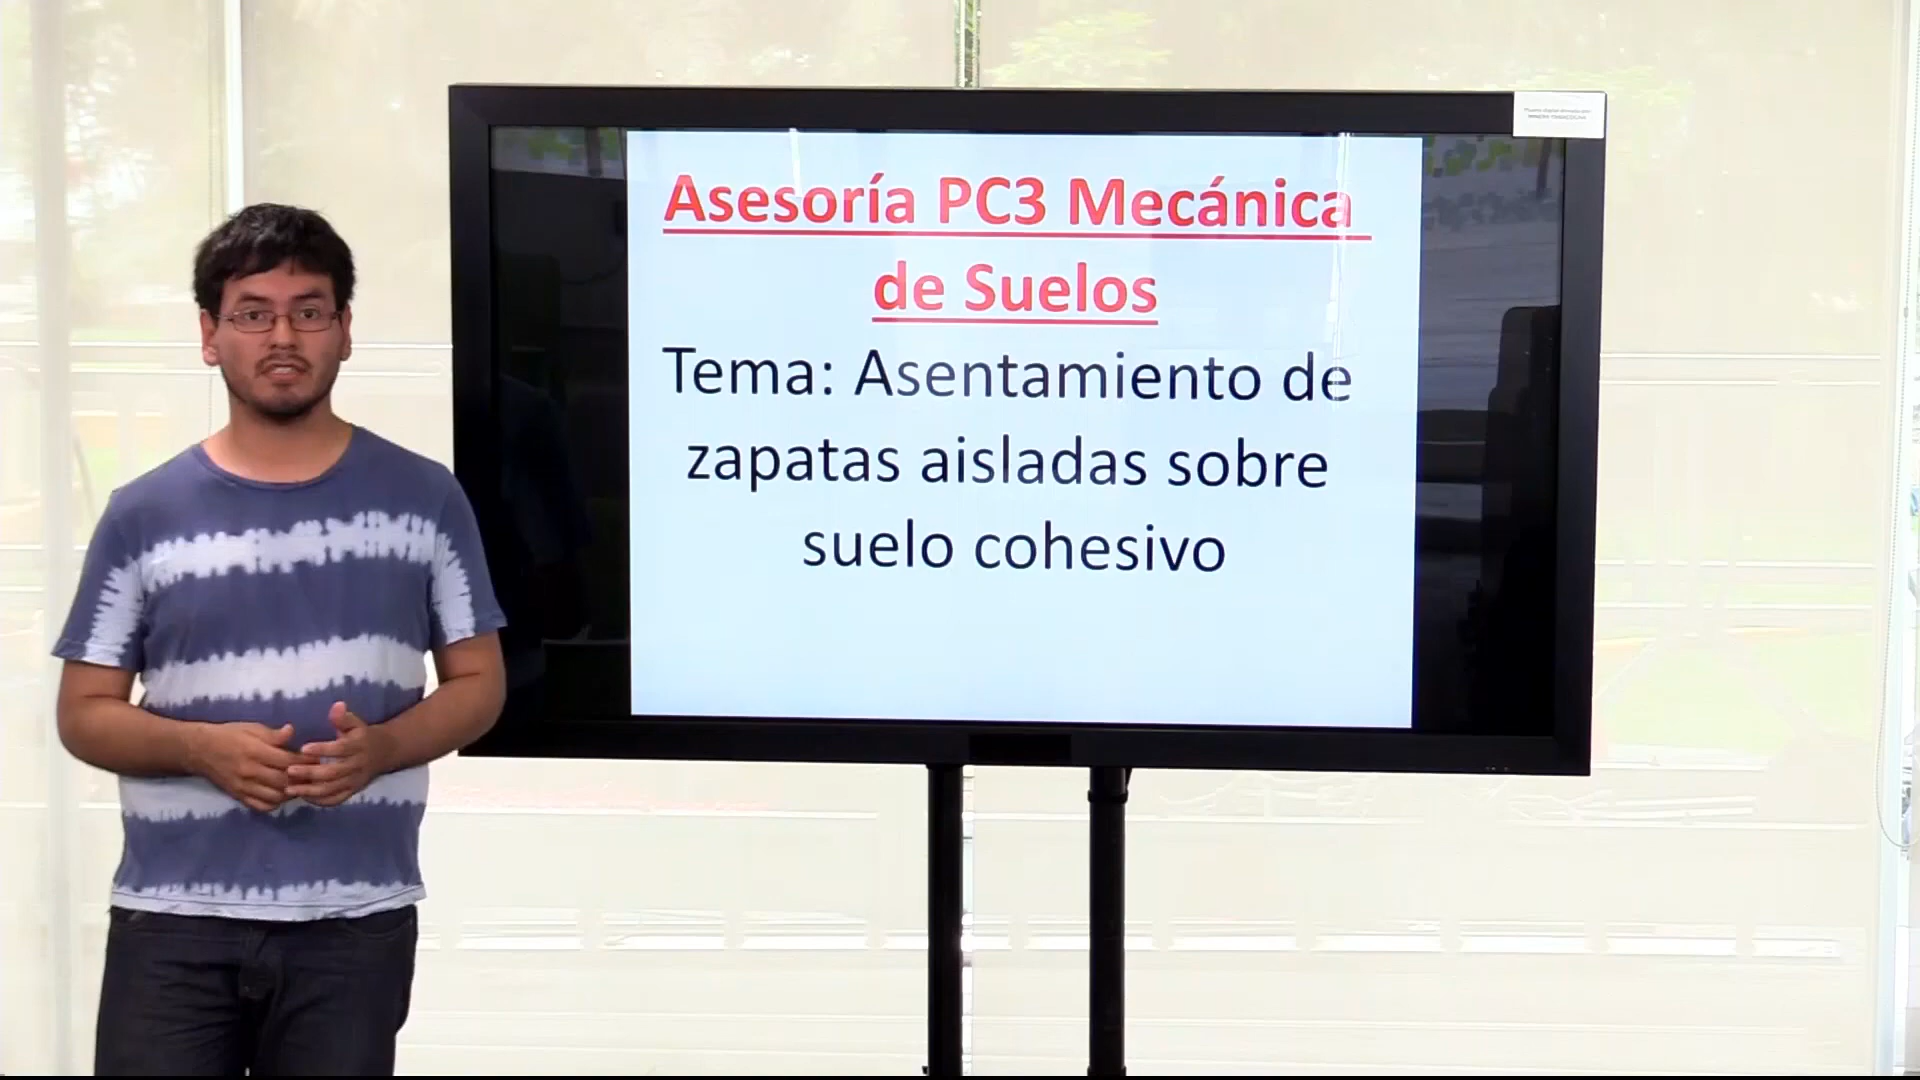 Asesoría PC3 Mecánica
de Suelos
Tema: Asentamiento de
zapatas aisladas sobre
suelo cohesivo